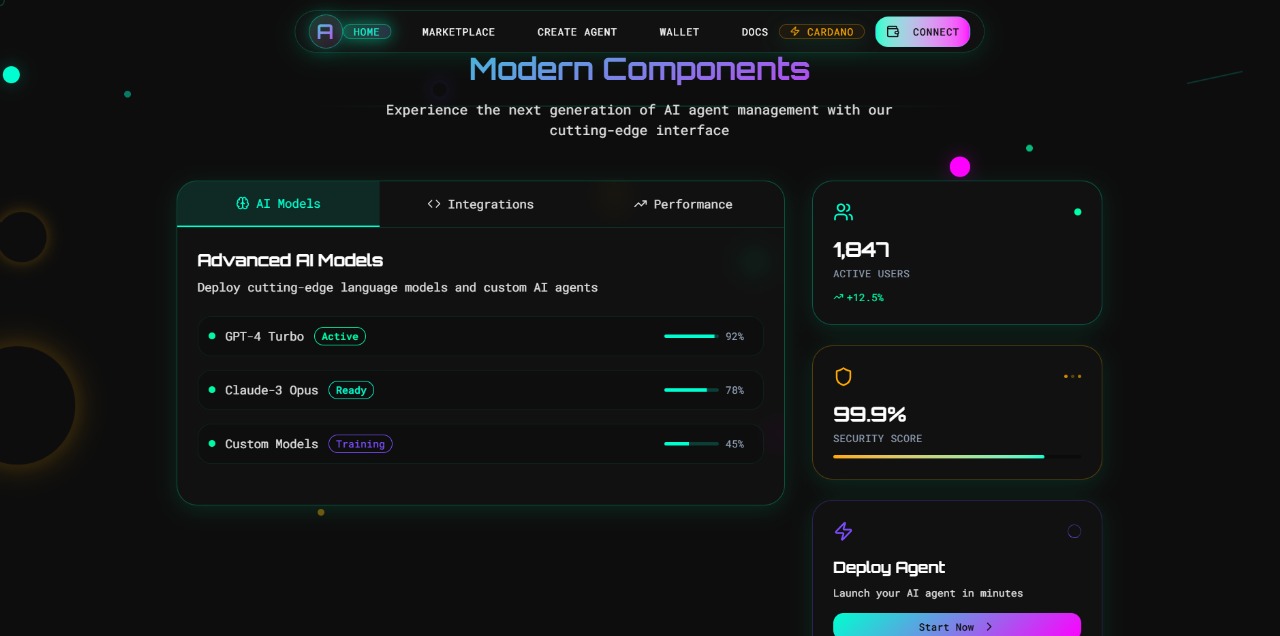 A HOME MARKETPLACE CREATE AGENT WALLET DOCS CARDANO CONNECT
Modern Components
Experience the next generation of AI agent management with our
cutting-edge interface
AI Models Integrations Performance
Advanced AI Models
Deploy cutting-edge language models and custom AI agents
GPT-4 Turbo Active 92%
Claude-3 Opus Ready 78%
Custom Models Training 45%
1,847
ACTIVE USERS
+12.5%
99.9%
SECURITY SCORE
Deploy Agent
Launch your AI agent in minutes
Start Now